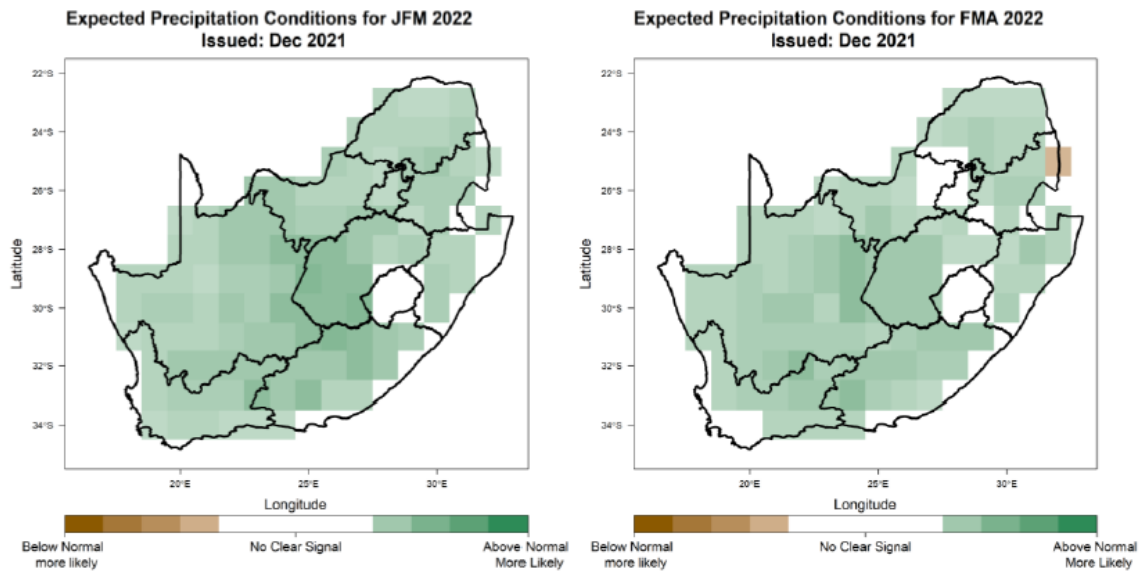 Expected Precipitation Conditions for JFM 2022
Issued: Dec 2021
22°S
24°S
26°S
28°S
30°S
32°S
34°S
Latitude
20°E
25°E
30°E
Longitude
Below Normal
more likely
No Clear Signal
Above Normal
More Likely
Expected Precipitation Conditions for FMA 2022
Issued: Dec 2021
22°S
24°S
26°S
28°S
30°S
32°S
34°S
Latitude
20°E
25°E
30°E
Longitude
Below Normal
more likely
No Clear Signal
Above Normal
More Likely